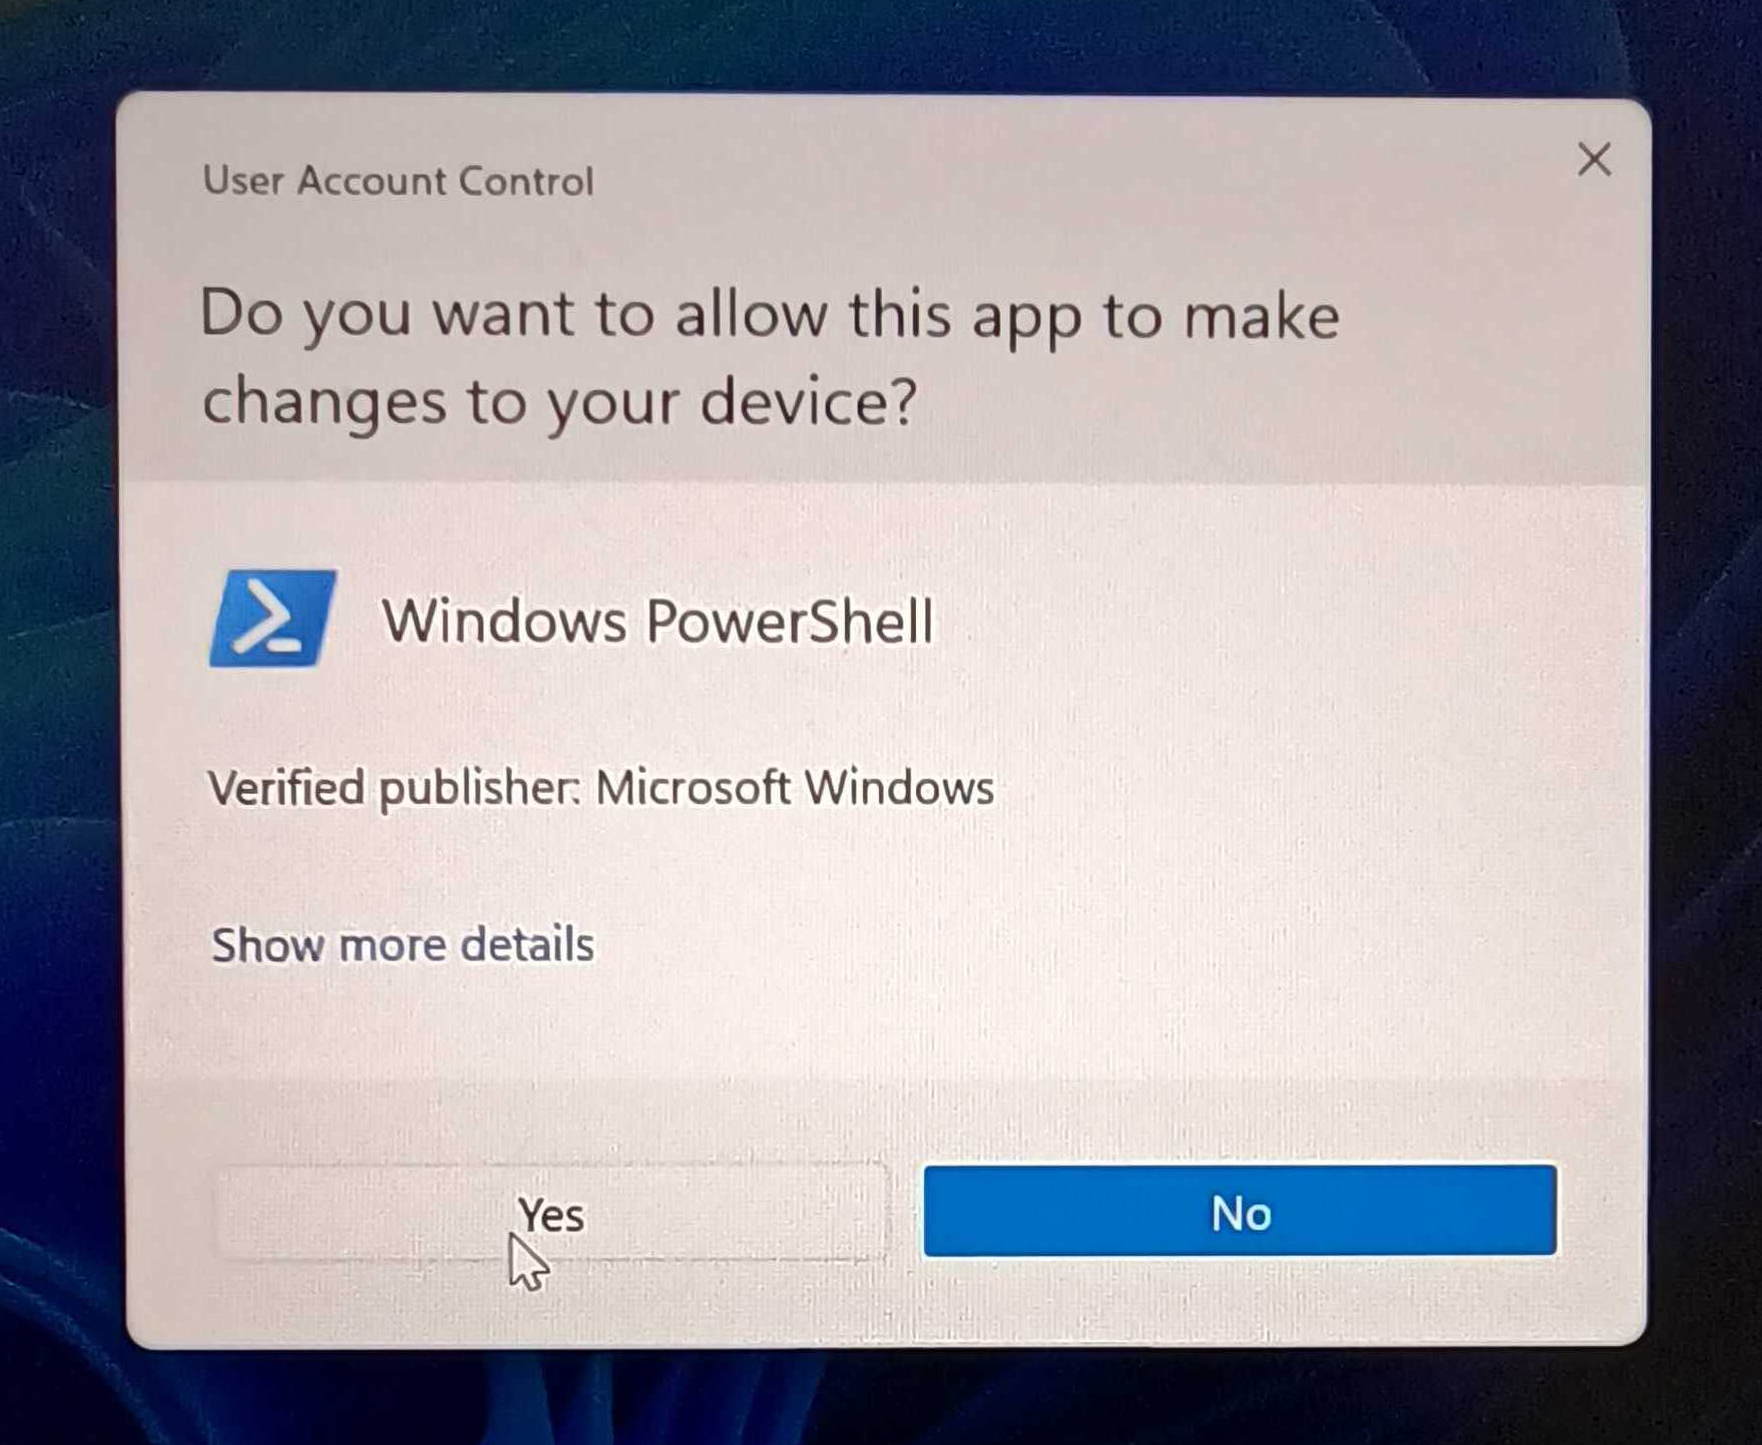 User Account Control
Do you want to allow this app to make
changes to your device?
Windows PowerShell
Verified publisher: Microsoft Windows
Show more details
Yes
No